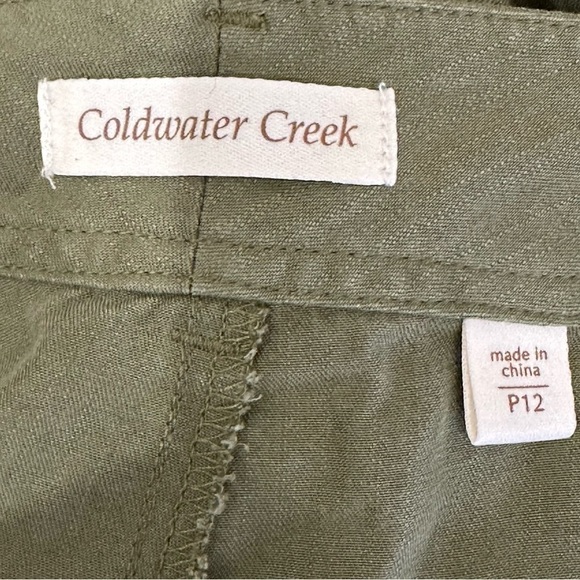 Coldwater Creek
made in
china
P12